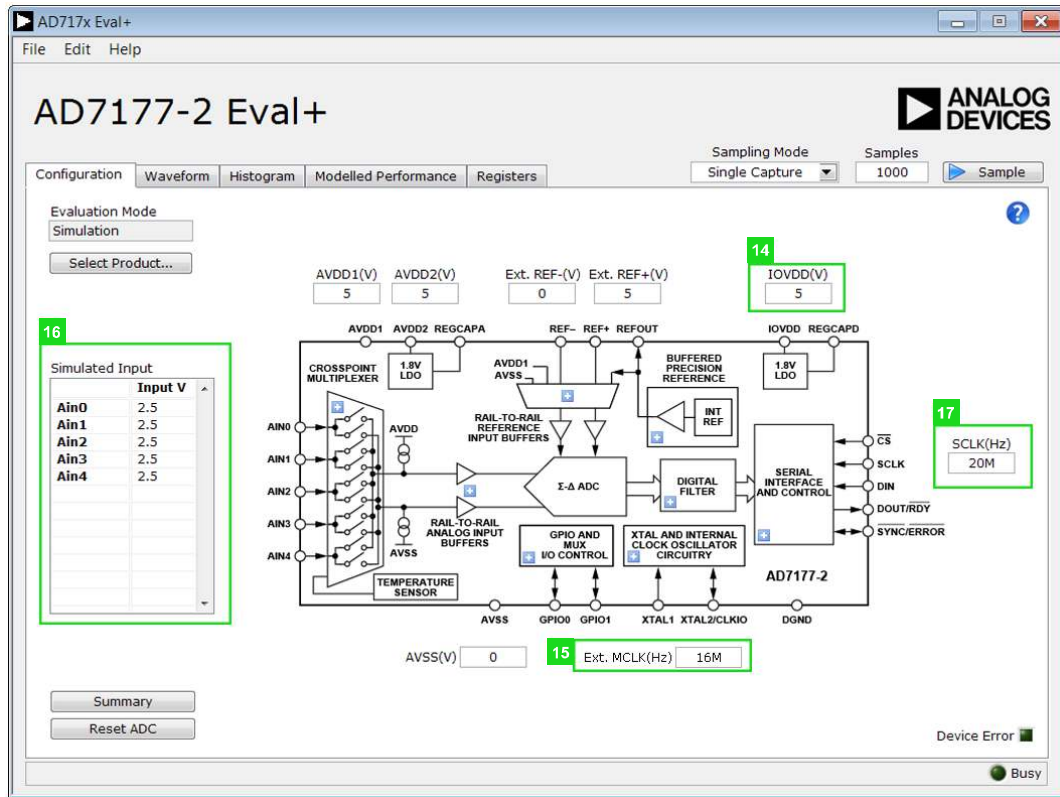 AD717x Eval+
File Edit Help
AD7177-2 Eval+
ANALOG
DEVICES
Sampling Mode
Single Capture
Samples
1000
Sample
Configuration
Waveform
Histogram
Modelled Performance
Registers
Evaluation Mode
Simulation
?
Select Product...
14
AVDD1(V) AVDD2(V) Ext. REF-(V) Ext. REF+(V) IOVDD(V)
5 5 0 5 5
16
Simulated Input
Input V
Ain0 2.5
Ain1 2.5
Ain2 2.5
Ain3 2.5
Ain4 2.5
AVDD1 AVDD2 REGCAPA REF– REF+ REFOUT IOVDD REGCAPD
CROSSPOINT
MULTIPLEXER
1.8V
LDO
AVDD1
AVSS
BUFFERED
PRECISION
REFERENCE
1.8V
LDO
INT
REF
RAIL-TO-RAIL
REFERENCE
INPUT BUFFERS
AIN0
AIN1
AIN2
AIN3
AIN4
AVDD
AVSS
Σ-Δ ADC
DIGITAL
FILTER
SERIAL
INTERFACE
AND CONTROL
RAIL-TO-RAIL
ANALOG INPUT
BUFFERS
GPIO AND
MUX
I/O CONTROL
XTAL AND INTERNAL
CLOCK OSCILLATOR
CIRCUITRY
TEMPERATURE
SENSOR
AD7177-2
CS
SCLK
DIN
DOUT/RDY
SYNC/ERROR
17
SCLK(Hz)
20M
AVSS GPIO0 GPIO1 XTAL1 XTAL2/CLKIO DGND
AVSS(V) 0
15
Ext. MCLK(Hz) 16M
Summary
Reset ADC
Device Error
Busy